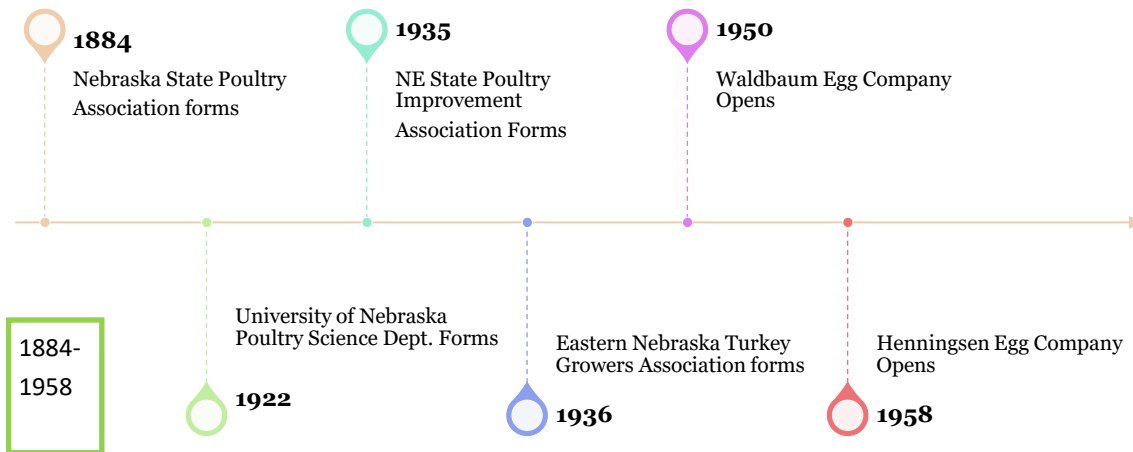 1884
Nebraska State Poultry
Association forms
1935
NE State Poultry
Improvement
Association Forms
1950
Waldbaum Egg Company
Opens
1884-
1958
University of Nebraska
Poultry Science Dept. Forms
1922
Eastern Nebraska Turkey
Growers Association forms
1936
Henningsen Egg Company
Opens
1958